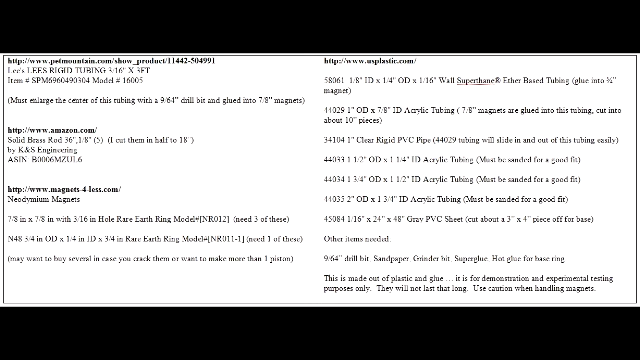 http://www.petmountain.com/show_product/11442-504991
Lee's LEES RIGID TUBING 3/16" X 3FT
Item # SPM6960490304 Model # 16005
(Must enlarge the center of this tubing with a 9/64" drill bit and glued into 7/8" magnets)
http://www.amazon.com/
Solid Brass Rod 36",1/8" (5)  (I cut them in half to 18")
by K&S Engineering
ASIN  B0006MZUL6
http://www.magnets-4-less.com/
Neodymium Magnets
7/8 in x 7/8 in with 3/16 in Hole Rare Earth Ring Model#[NR012]  (need 3 of these)
N48 3/4 in OD x 1/4 in ID x 3/4 in Rare Earth Ring Model#[NR011-1] (need 1 of these)
(may want to buy several in case you crack them or want to make more than 1 piston)
http://www.usplastic.com/
58061  1/8" ID x 1/4" OD x 1/16" Wall Superthane® Ether Based Tubing (glue into ¾"
magnet)
44029 1" OD x 7/8" ID Acrylic Tubing ( 7/8" magnets are glued into this tubing, cut into
about 10" pieces)
34104 1" Clear Rigid PVC Pipe (44029 tubing will slide in and out of this tubing easily)
44033 1 1/2" OD x 1 1/4" ID Acrylic Tubing (Must be sanded for a good fit)
44034 1 3/4" OD x 1 1/2" ID Acrylic Tubing (Must be sanded for a good fit)
44035 2" OD x 1 3/4" ID Acrylic Tubing (Must be sanded for a good fit)
45084 1/16" x 24" x 48" Gray PVC Sheet (cut about a 3" x 4" piece off for base)
Other items needed.
9/64" drill bit, Sandpaper, Grinder bit, Superglue, Hot glue for base ring
This is made out of plastic and glue … it is for demonstration and experimental testing
purposes only.  They will not last that long.  Use caution when handling magnets.